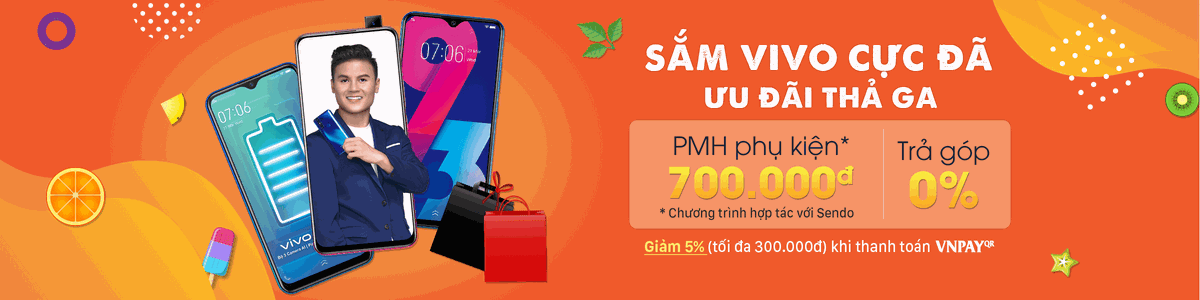 SẮM VIVO CỰC ĐÃ
ƯU ĐÃI THẢ GA
PMH phụ kiện*
700.000đ
* Chương trình hợp tác với Sendo
Trả góp
0%
Giảm 5% (tối đa 300.000đ) khi thanh toán VNPAYQR
07:06
vivo
07:06